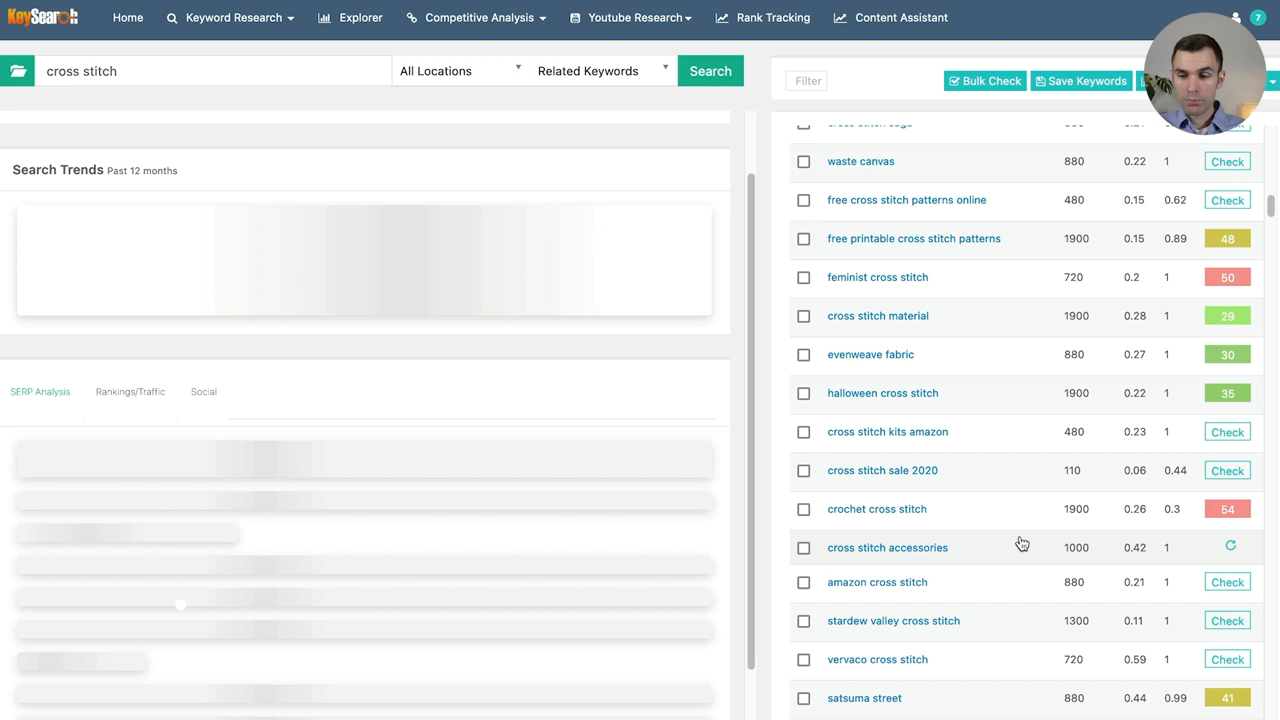 KeySearch
Home Keyword Research Explorer Competitive Analysis Youtube Research Rank Tracking Content Assistant 7
cross stitch All Locations Related Keywords Search
Filter Bulk Check Save Keywords
Search Trends Past 12 months
SERP Analysis Rankings/Traffic Social
waste canvas 880 0.22 1 Check
free cross stitch patterns online 480 0.15 0.62 Check
free printable cross stitch patterns 1900 0.15 0.89 48
feminist cross stitch 720 0.2 1 50
cross stitch material 1900 0.28 1 29
evenweave fabric 880 0.27 1 30
halloween cross stitch 1900 0.22 1 35
cross stitch kits amazon 480 0.23 1 Check
cross stitch sale 2020 110 0.06 0.44 Check
crochet cross stitch 1900 0.26 0.3 54
cross stitch accessories 1000 0.42 1
amazon cross stitch 880 0.21 1 Check
stardew valley cross stitch 1300 0.11 1 Check
vervaco cross stitch 720 0.59 1 Check
satsuma street 880 0.44 0.99 41